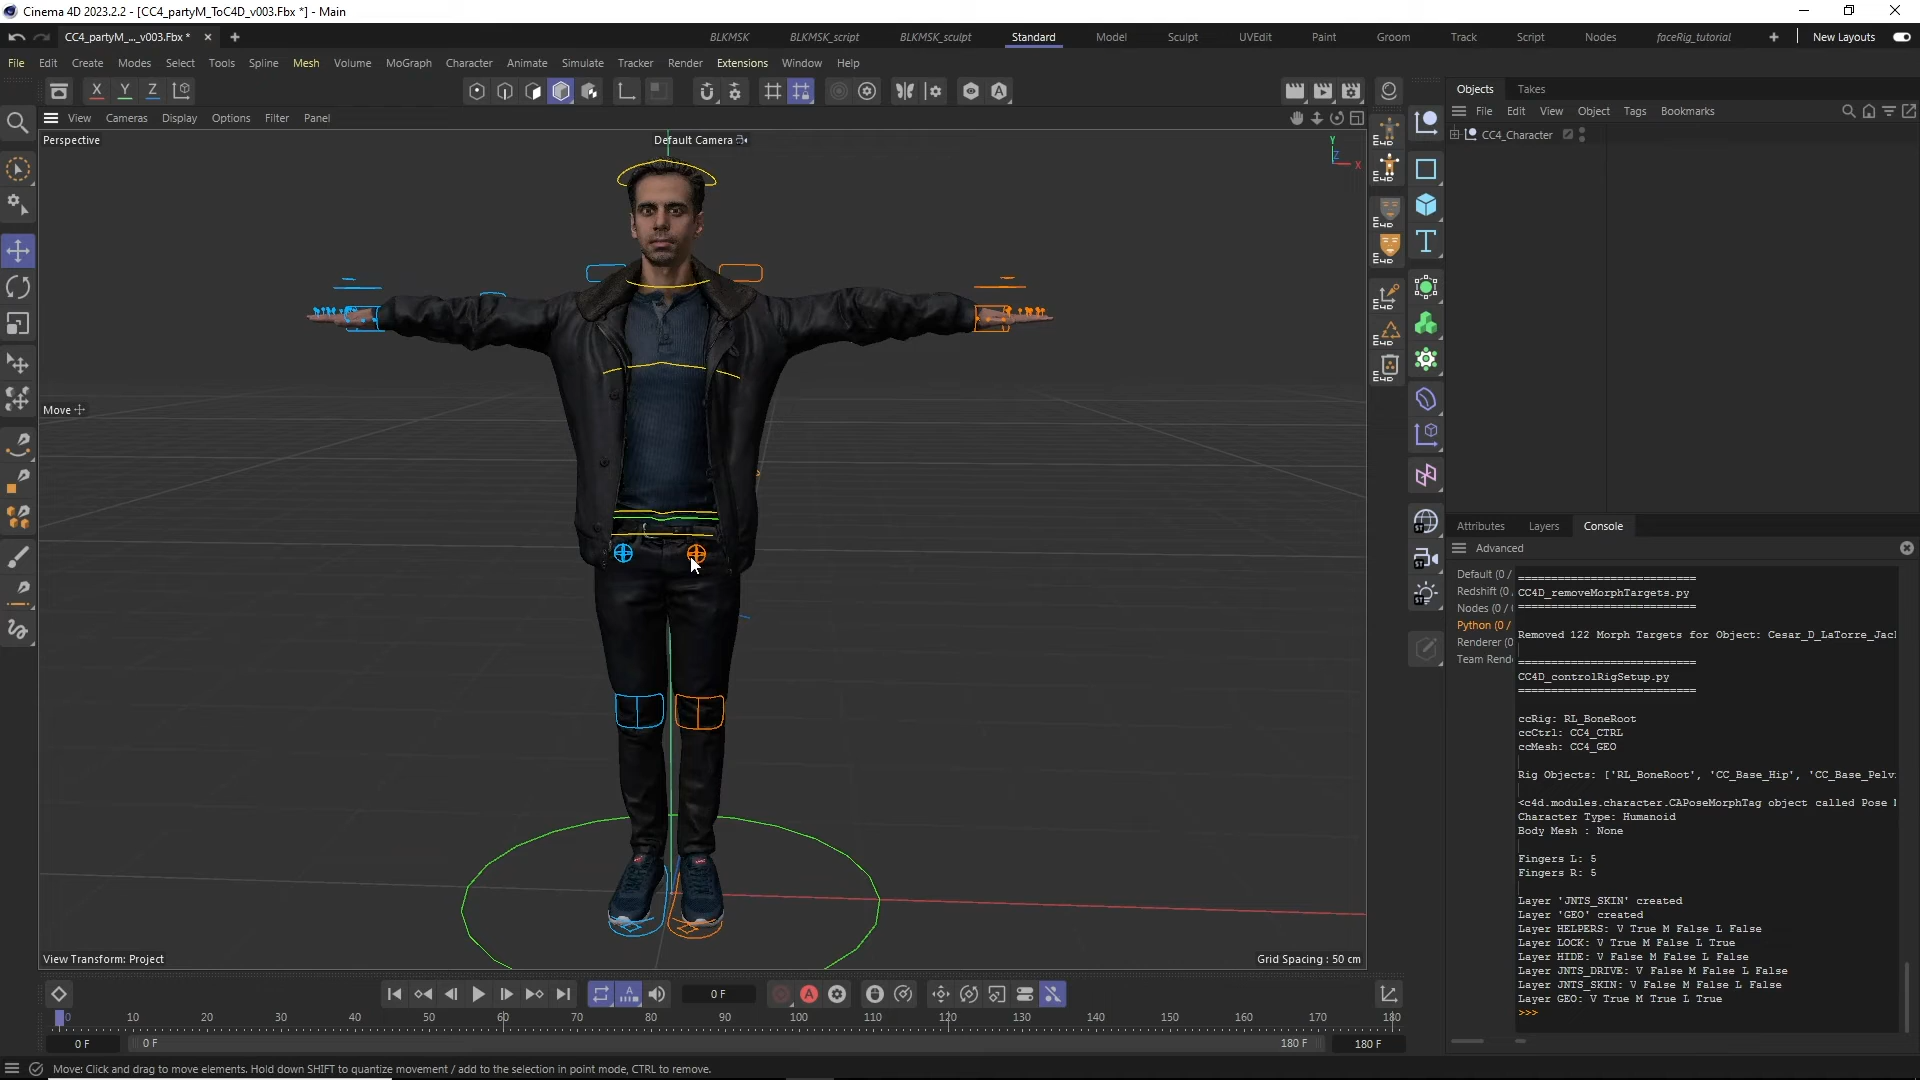 Cinema 4D 2023.2.2 - [CC4_partyM_ToC4D_v003.Fbx *] - Main
CC4_partyM_..._v003.Fbx *
BLKMSK
BLKMSK_script
BLKMSK_sculpt
Standard
Model
Sculpt
UVEdit
Paint
Groom
Track
Script
Nodes
faceRig_tutorial
New Layouts
File Edit Create Modes Select Tools Spline Mesh Volume MoGraph Character Animate Simulate Tracker Render Extensions Window Help
X Y Z
Objects Takes
View Cameras Display Options Filter Panel
File Edit View Object Tags Bookmarks
Perspective
Default Camera
Y
Z
X
CC4_Character
E4D
E4D
E4D
E4D
E4D
E4D
E4D
Move
Attributes Layers Console
Advanced
Default (0 /
Redshift (0
Nodes (0 / (
Python (0 /
Renderer (0
Team Rend
===========================
CC4D_removeMorphTargets.py
===========================
Removed 122 Morph Targets for Object: Cesar_D_LaTorre_Jac
===========================
CC4D_controlRigSetup.py
===========================
ccRig: RL_BoneRoot
ccCtrl: CC4_CTRL
ccMesh: CC4_GEO
Rig Objects: ['RL_BoneRoot', 'CC_Base_Hip', 'CC_Base_Pelv
<c4d.modules.character.CAPoseMorphTag object called Pose
Character Type: Humanoid
Body Mesh : None
Fingers L: 5
Fingers R: 5
Layer 'JNTS_SKIN' created
Layer 'GEO' created
Layer HELPERS: V True M False L False
Layer LOCK: V True M False L True
Layer HIDE: V False M False L False
Layer JNTS_DRIVE: V False M False L False
Layer JNTS_SKIN: V False M False L False
Layer GEO: V True M True L True
>>>
ST
ST
ST
View Transform: Project
Grid Spacing : 50 cm
0 F
0 10 20 30 40 50 60 70 80 90 100 110 120 130 140 150 160 170 180
0 F
0 F
180 F
180 F
Move: Click and drag to move elements. Hold down SHIFT to quantize movement / add to the selection in point mode, CTRL to remove.